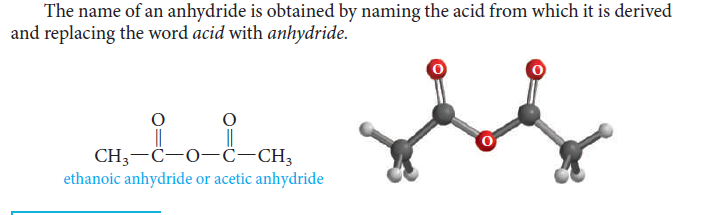 The name of an anhydride is obtained by naming the acid from which it is derived
and replacing the word acid with anhydride.
O O
CH₃—C—O—C—CH₃
ethanoic anhydride or acetic anhydride
O O
O